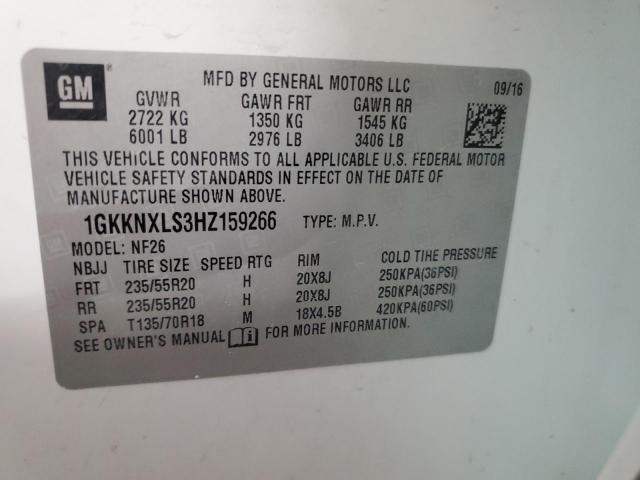 GM
MFD BY GENERAL MOTORS LLC 09/16
GVWR GAWR FRT GAWR RR
2722 KG 1350 KG 1545 KG
6001 LB 2976 LB 3406 LB
THIS VEHICLE CONFORMS TO ALL APPLICABLE U.S. FEDERAL MOTOR
VEHICLE SAFETY STANDARDS IN EFFECT ON THE DATE OF
MANUFACTURE SHOWN ABOVE.
1GKKNXLS3HZ159266 TYPE: M.P.V.
MODEL: NF26
NBJJ TIRE SIZE SPEED RTG RIM COLD TIRE PRESSURE
FRT 235/55R20 H 20X8J 250KPA(36PSI)
RR 235/55R20 H 20X8J 250KPA(36PSI)
SPA T135/70R18 M 18X4.5B 420KPA(60PSI)
SEE OWNER'S MANUAL FOR MORE INFORMATION.